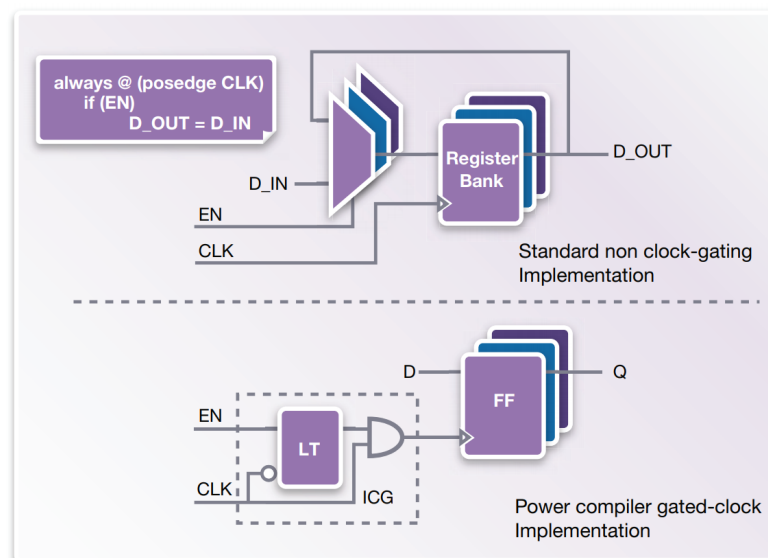 always @ (posedge CLK)
if (EN)
D_OUT = D_IN
Register
Bank
D_OUT
D_IN
EN
CLK
Standard non clock-gating
Implementation
D
FF
Q
EN
LT
CLK
ICG
Power compiler gated-clock
Implementation